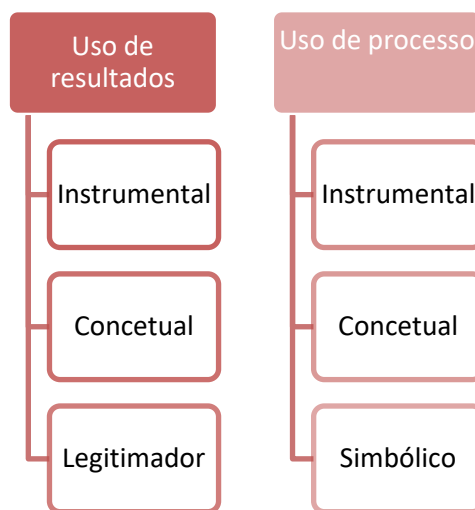 Uso de
resultados
Instrumental
Concetual
Legitimador
Uso de processo
Instrumental
Concetual
Simbólico